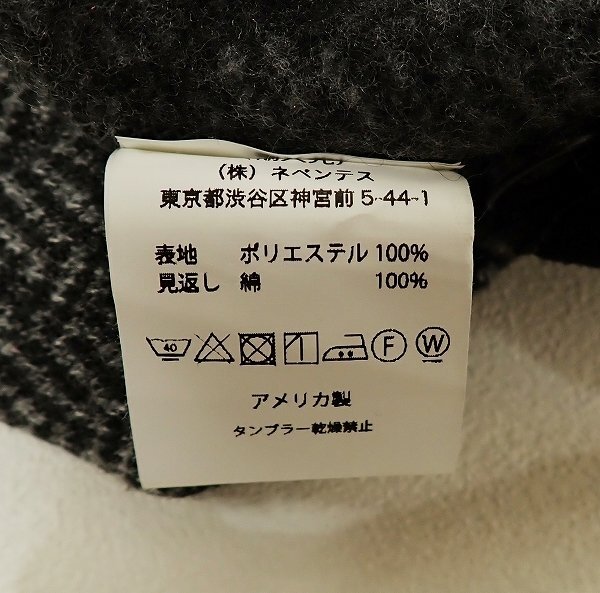 (株) ネペンテス
東京都渋谷区神宮前 5-44-1
表地 ポリエステル 100%
見返し 綿 100%
40 F W
アメリカ製
タンブラー乾燥禁止